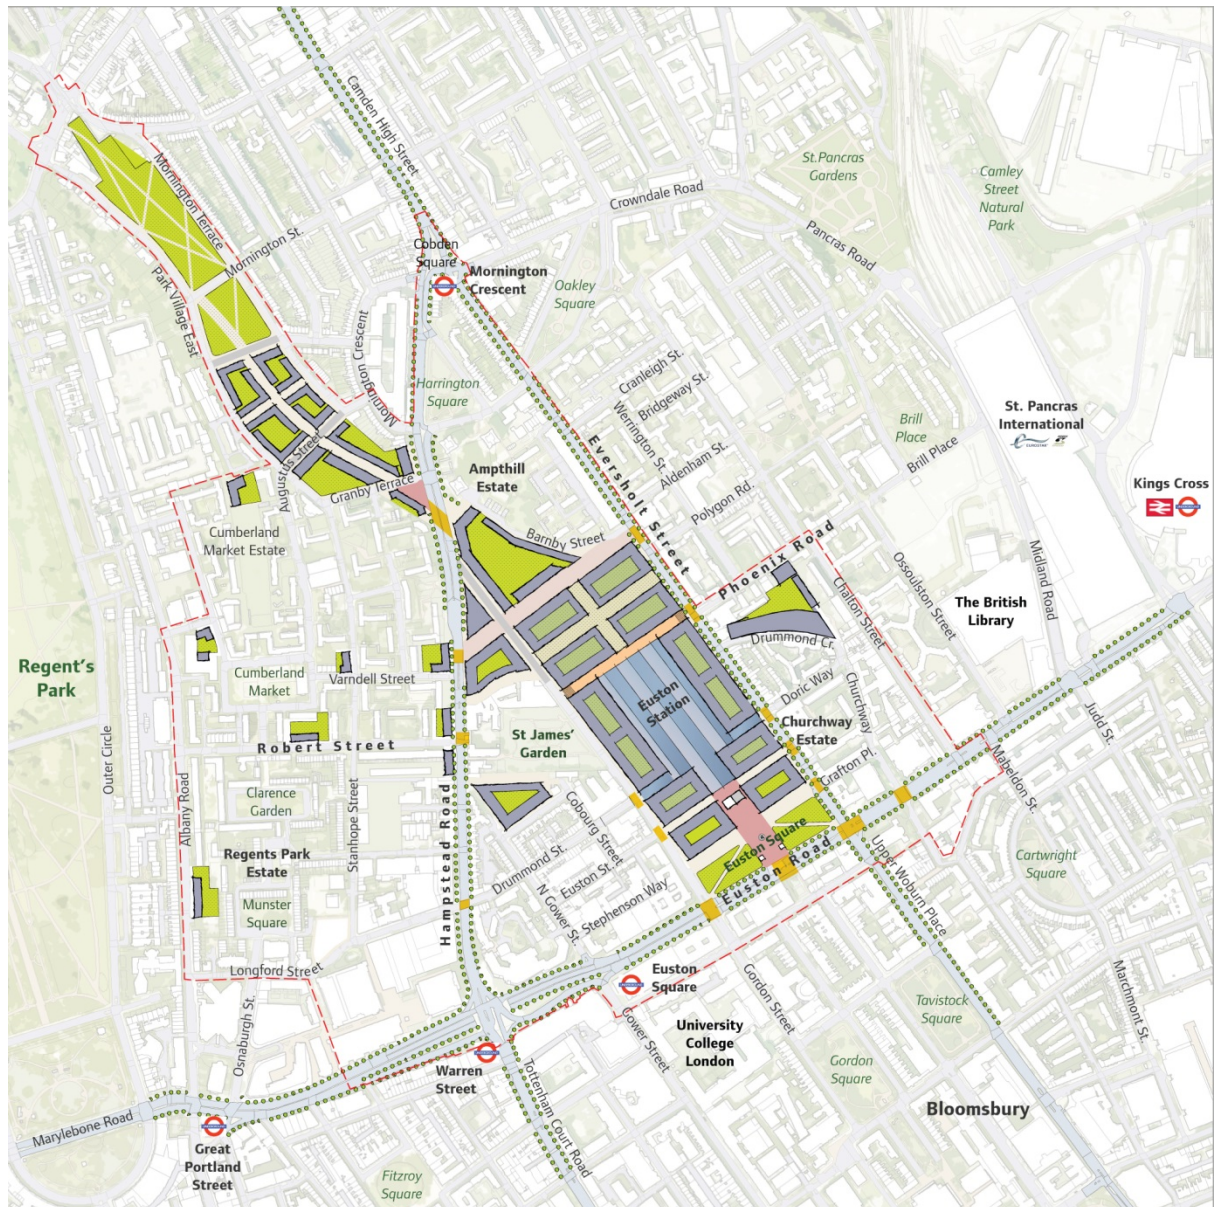 Camden High Street
St.Pancras
Gardens
Camley
Street
Natural
Park
Mornington Terrace
Crowndale Road
Pancras Road
Mornington St.
Cobden
Square
Mornington
Crescent
Oakley
Square
Park Village East
Mornington Crescent
Harrington
Square
Cranleigh St.
Bridgeway St.
Werrington St.
Aldenham St.
Polygon Rd.
Brill
Place
Brill Place
St. Pancras
International
Kings Cross
Eversholt Street
Augustus Street
Granby Terrace
Ampthill
Estate
Barnby Street
Cumberland
Market Estate
Phoenix Road
Chalton Street
Ossoulston Street
Midland Road
The British
Library
Drummond Cr.
Regent's
Park
Cumberland
Market
Varndell Street
Euston
Station
Doric Way
Churchway
Churchway
Estate
Judd St.
Outer Circle
Robert Street
St James'
Garden
Grafton Pl.
Mabeldon St.
Albany Road
Clarence
Garden
Stanhope Street
Hampstead Road
Cobourg Street
Euston Square
Euston Road
Regents Park
Estate
Drummond St.
Euston St.
N Gower St.
Stephenson Way
Upper Woburn Place
Cartwright
Square
Munster
Square
Longford Street
Euston
Square
Gordon Street
Tavistock
Square
Marchmont St.
Osnaburgh St.
University
College
London
Gower Street
Gordon
Square
Warren
Street
Tottenham Court Road
Bloomsbury
Marylebone Road
Great
Portland
Street
Fitzroy
Square